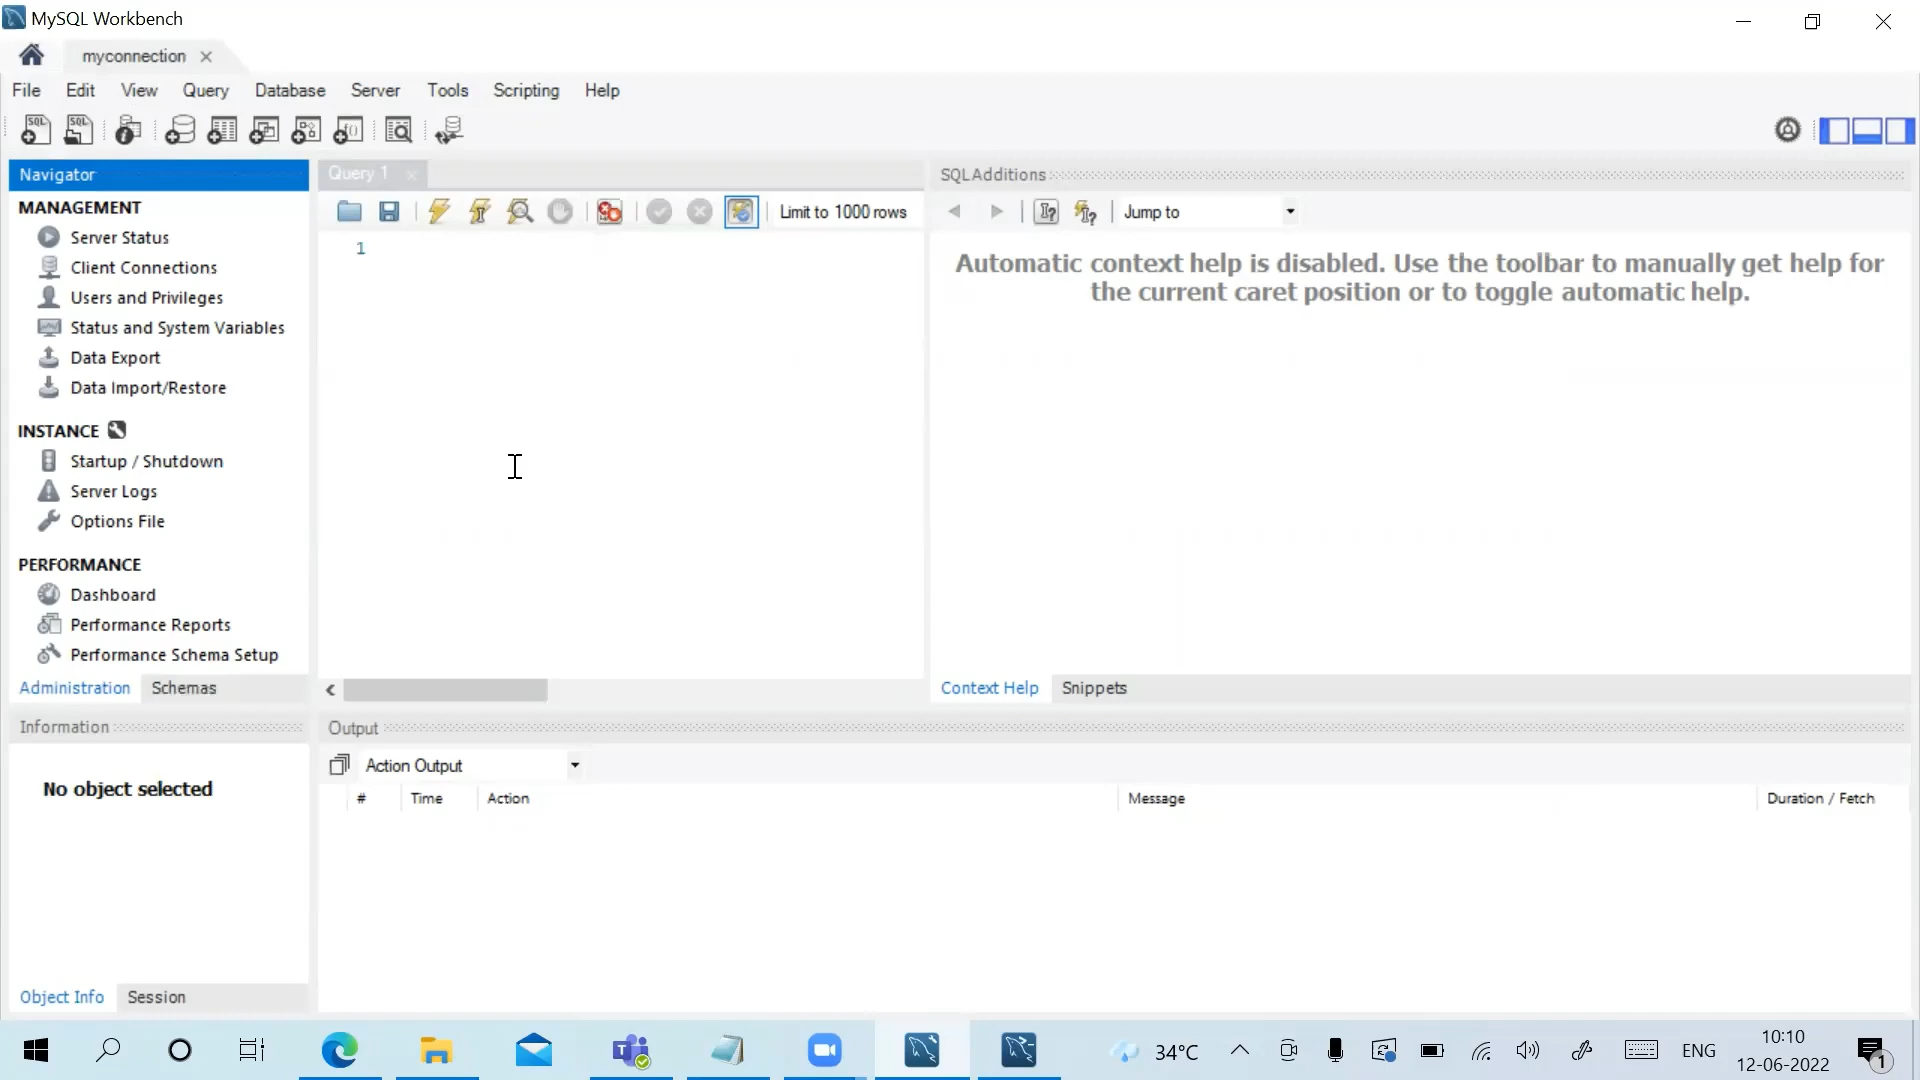 MySQL Workbench
myconnection
File Edit View Query Database Server Tools Scripting Help
SQL SQL
Navigator
MANAGEMENT
Server Status
Client Connections
Users and Privileges
Status and System Variables
Data Export
Data Import/Restore
INSTANCE
Startup / Shutdown
Server Logs
Options File
PERFORMANCE
Dashboard
Performance Reports
Performance Schema Setup
Administration Schemas
Information
No object selected
Object Info Session
Query 1
Limit to 1000 rows
1
SQLAdditions
Jump to
Automatic context help is disabled. Use the toolbar to manually get help for
the current caret position or to toggle automatic help.
Context Help Snippets
Output
Action Output
# Time Action Message Duration / Fetch
34°C ENG 10:10
12-06-2022
1